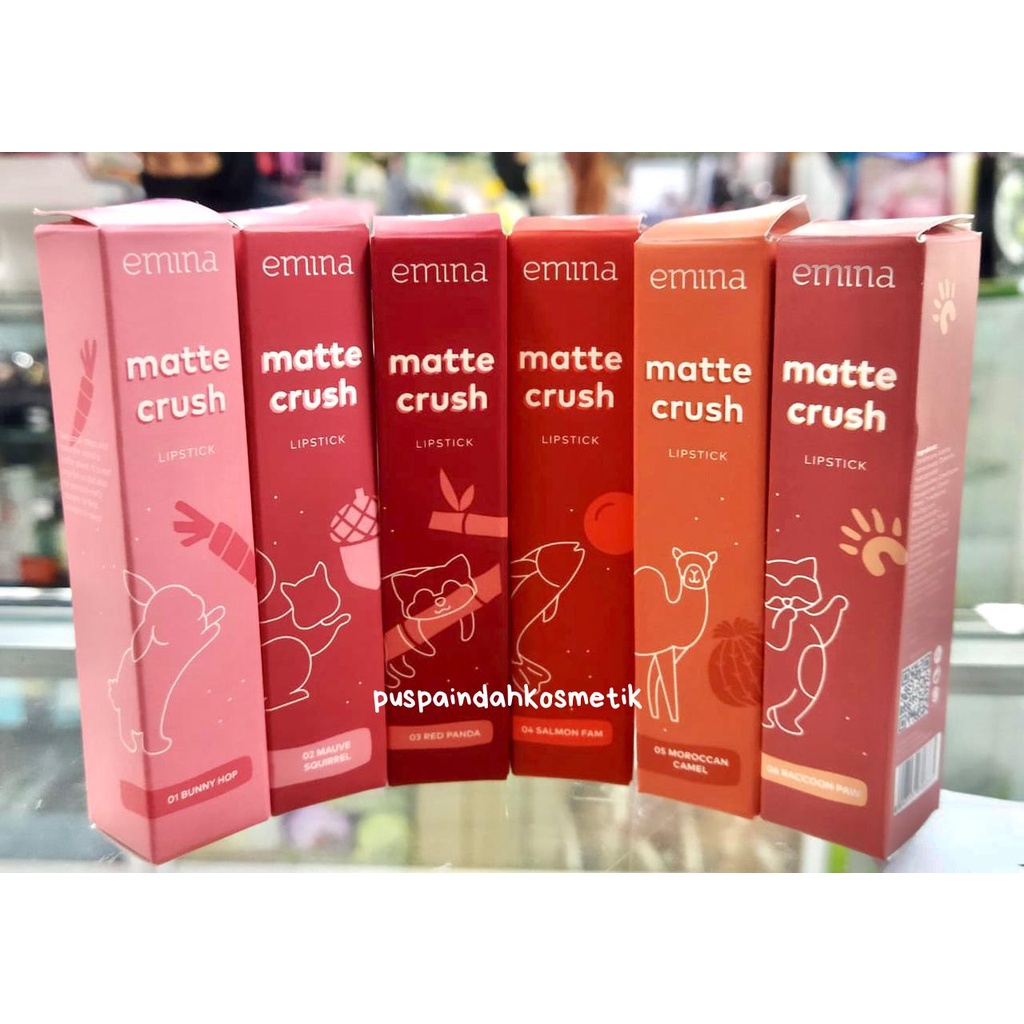 emina
matte
crush
LIPSTICK
01 BUNNY HOP
emina
matte
crush
LIPSTICK
02 MAUVE
SQUIRREL
emina
matte
crush
LIPSTICK
03 RED PANDA
emina
matte
crush
LIPSTICK
04 SALMON FAM
emina
matte
crush
LIPSTICK
05 MOROCCAN
CAMEL
emina
matte
crush
LIPSTICK
06 RACCOON PAW
puspaindahkosmetik